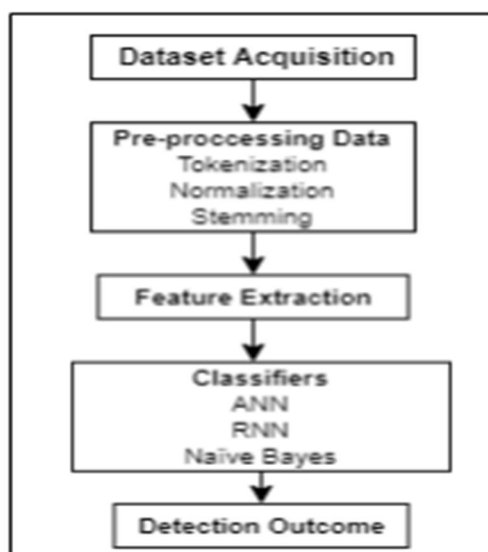 Dataset Acquisition
Pre-proccessing Data
Tokenization
Normalization
Stemming
Feature Extraction
Classifiers
ANN
RNN
Naïve Bayes
Detection Outcome